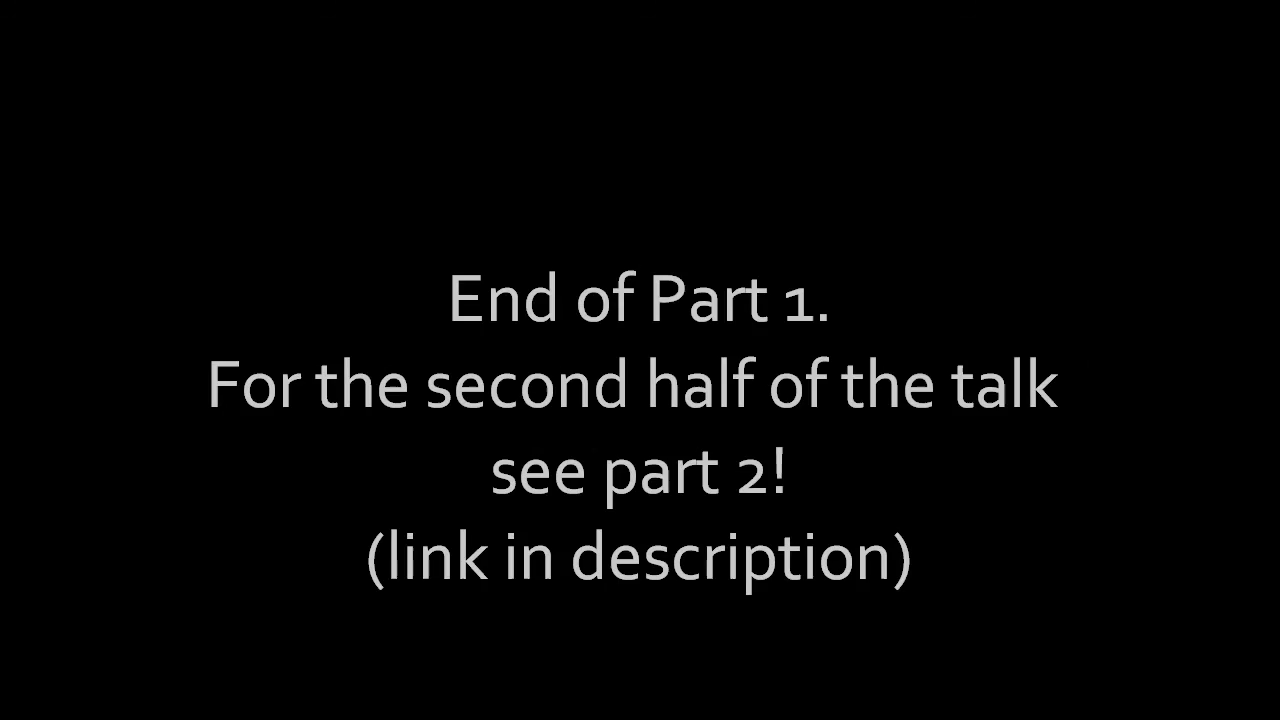 End of Part 1.
For the second half of the talk
see part 2!
(link in description)